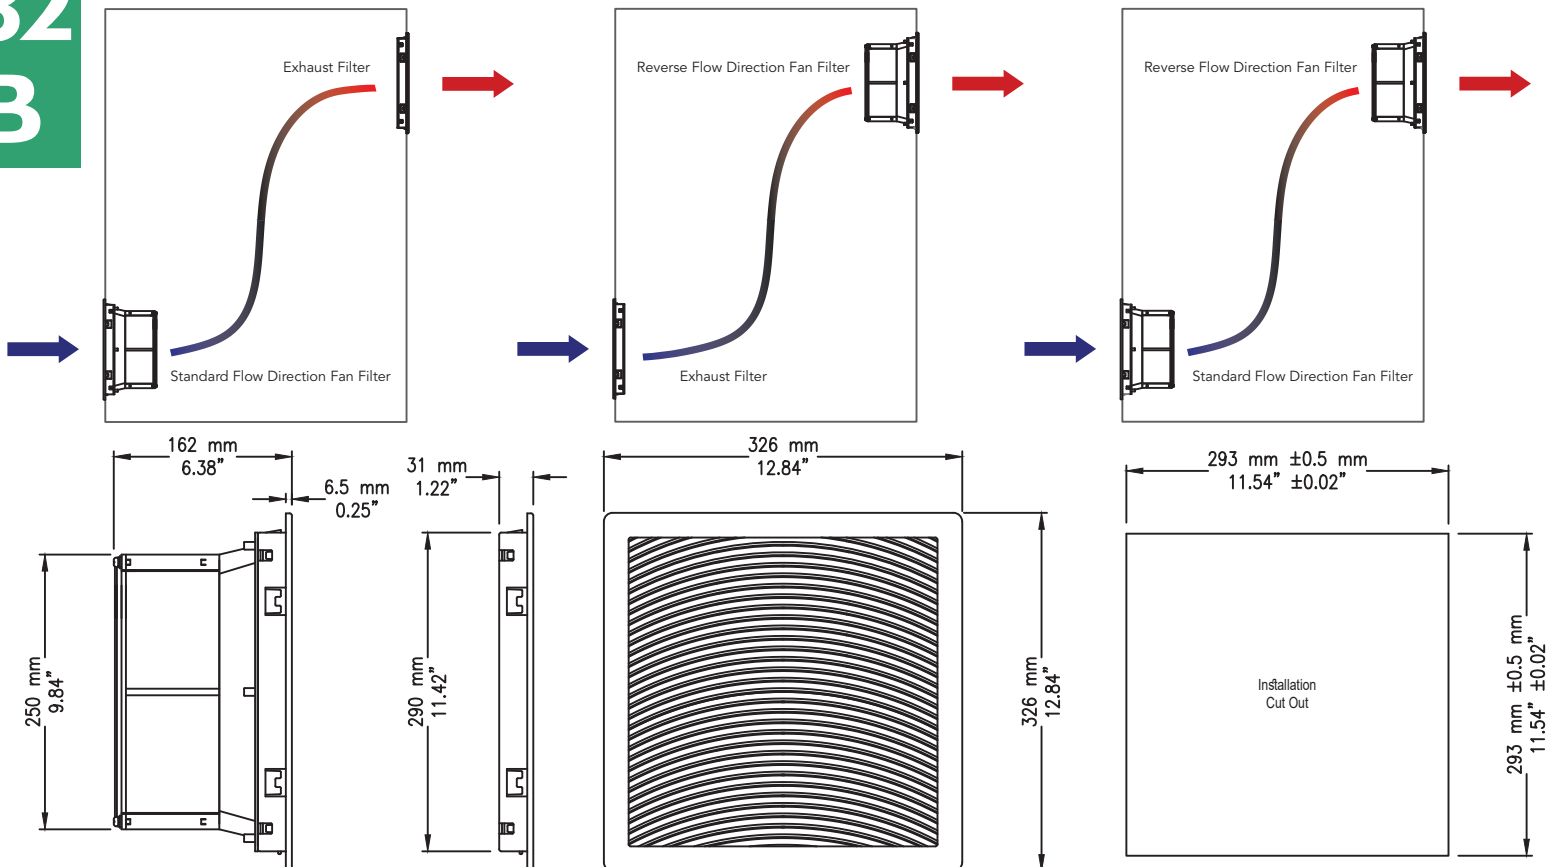 32
B
Exhaust Filter
Standard Flow Direction Fan Filter
Reverse Flow Direction Fan Filter
Exhaust Filter
Reverse Flow Direction Fan Filter
Standard Flow Direction Fan Filter
162 mm
6.38"
6.5 mm
0.25"
250 mm
9.84"
31 mm
1.22"
290 mm
11.42"
326 mm
12.84"
326 mm
12.84"
293 mm ±0.5 mm
11.54" ±0.02"
Installation
Cut Out
293 mm ±0.5 mm
11.54" ±0.02"